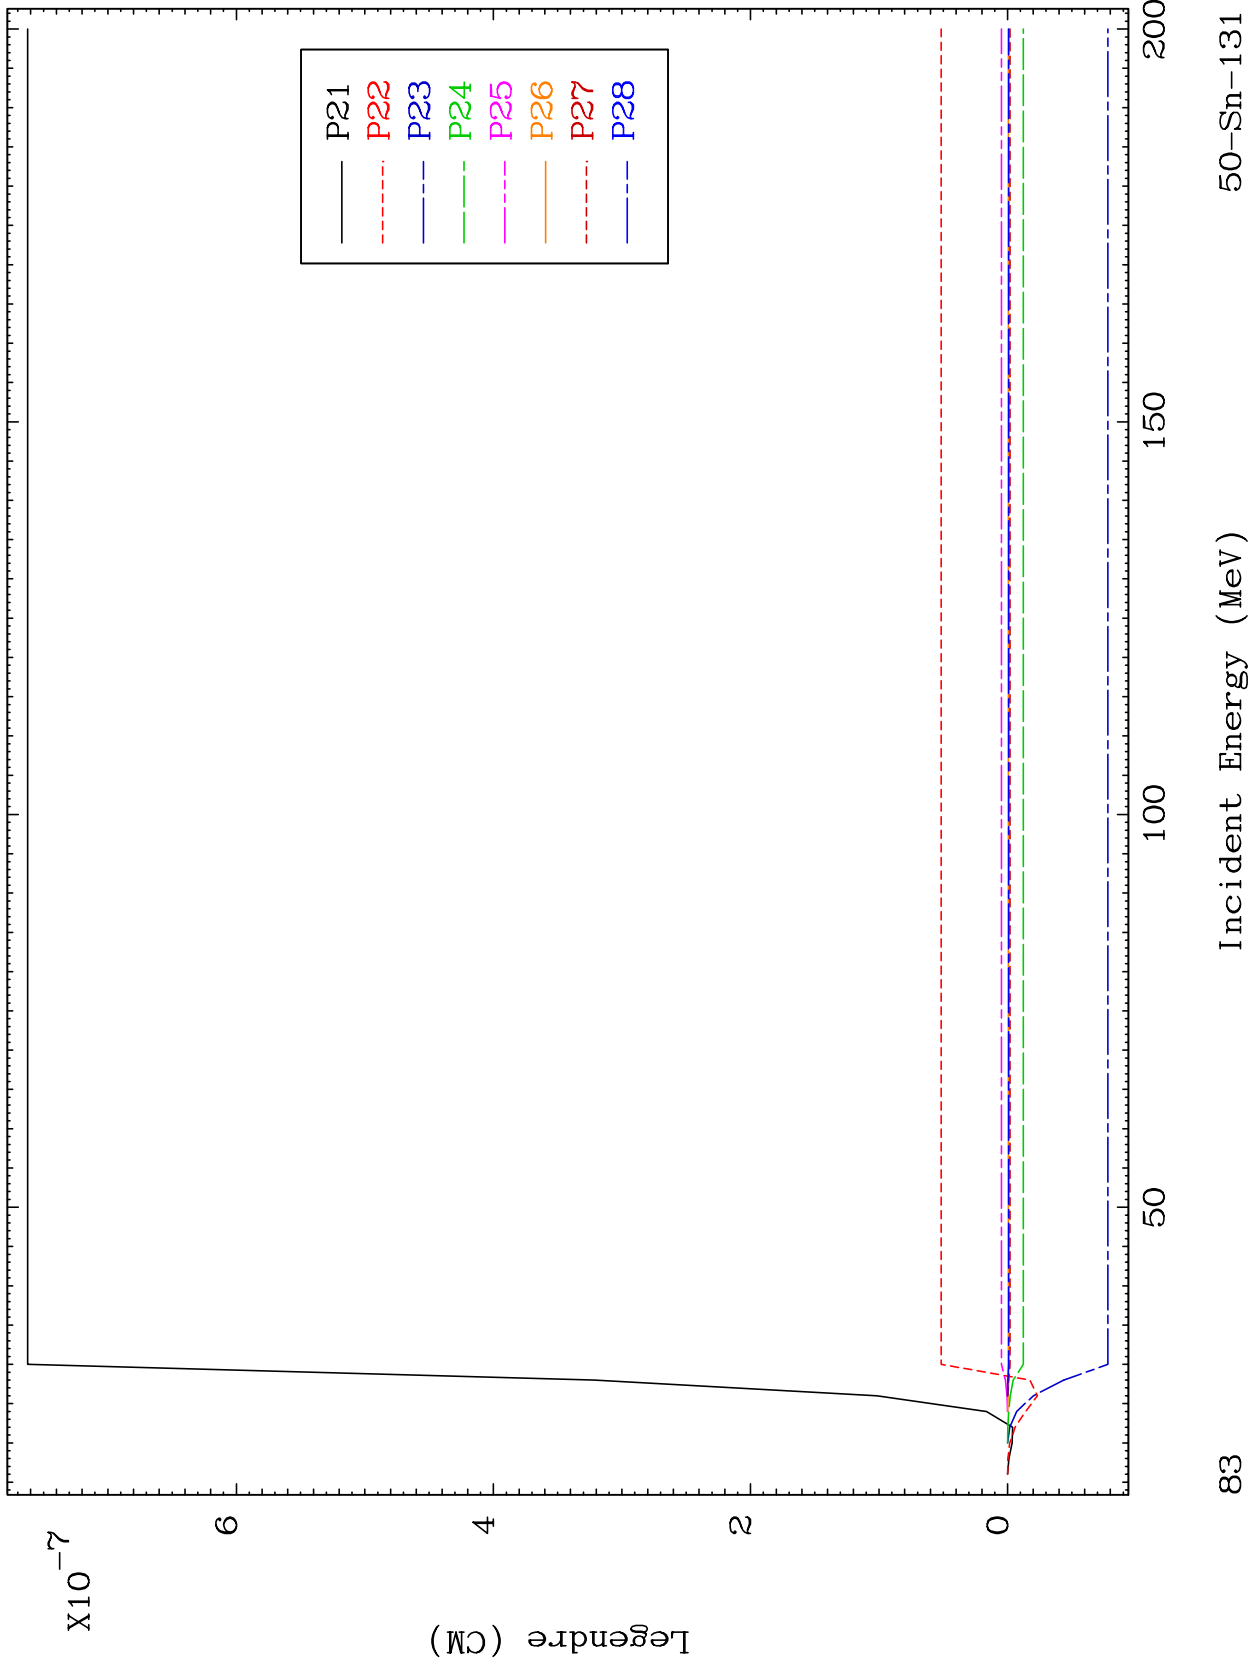 X10-7
6
4
2
0
Legendre (CM)
P21
P22
P23
P24
P25
P26
P27
P28
50
100
150
200
Incident Energy (MeV)
83
50-Sn-131